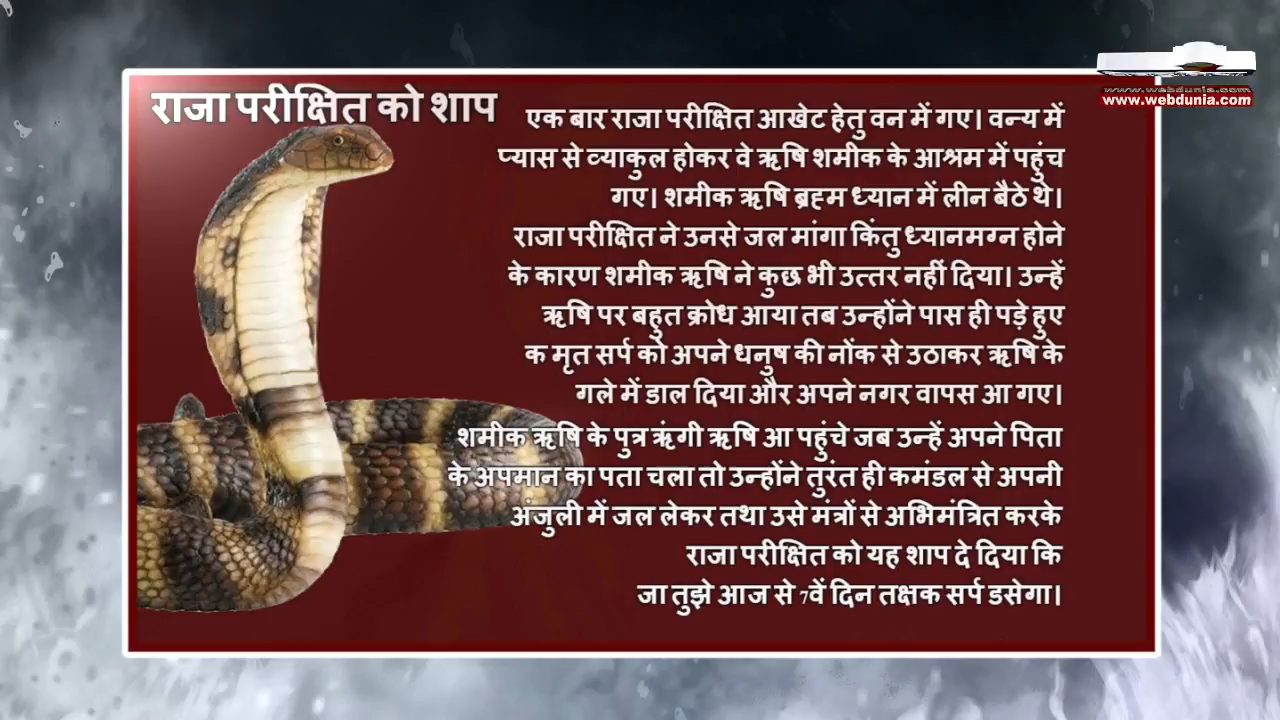 राजा परीक्षित को शाप
www.webdunia.com
एक बार राजा परीक्षित आखेट हेतु वन में गए। वन्य में
प्यास से व्याकुल होकर वे ऋषि शमीक के आश्रम में पहुंच
गए। शमीक ऋषि ब्रह्म ध्यान में लीन बैठे थे।
राजा परीक्षित ने उनसे जल मांगा किंतु ध्यानमग्न होने
के कारण शमीक ऋषि ने कुछ भी उत्तर नहीं दिया। उन्हें
ऋषि पर बहुत क्रोध आया तब उन्होंने पास ही पड़े हुए
क मृत सर्प को अपने धनुष की नोंक से उठाकर ऋषि के
गले में डाल दिया और अपने नगर वापस आ गए।
शमीक ऋषि के पुत्र ऋंगी ऋषि आ पहुंचे जब उन्हें अपने पिता
के अपमान का पता चला तो उन्होंने तुरंत ही कमंडल से अपनी
अंजुली में जल लेकर तथा उसे मंत्रों से अभिमंत्रित करके
राजा परीक्षित को यह शाप दे दिया कि
जा तुझे आज से 7वें दिन तक्षक सर्प डसेगा।